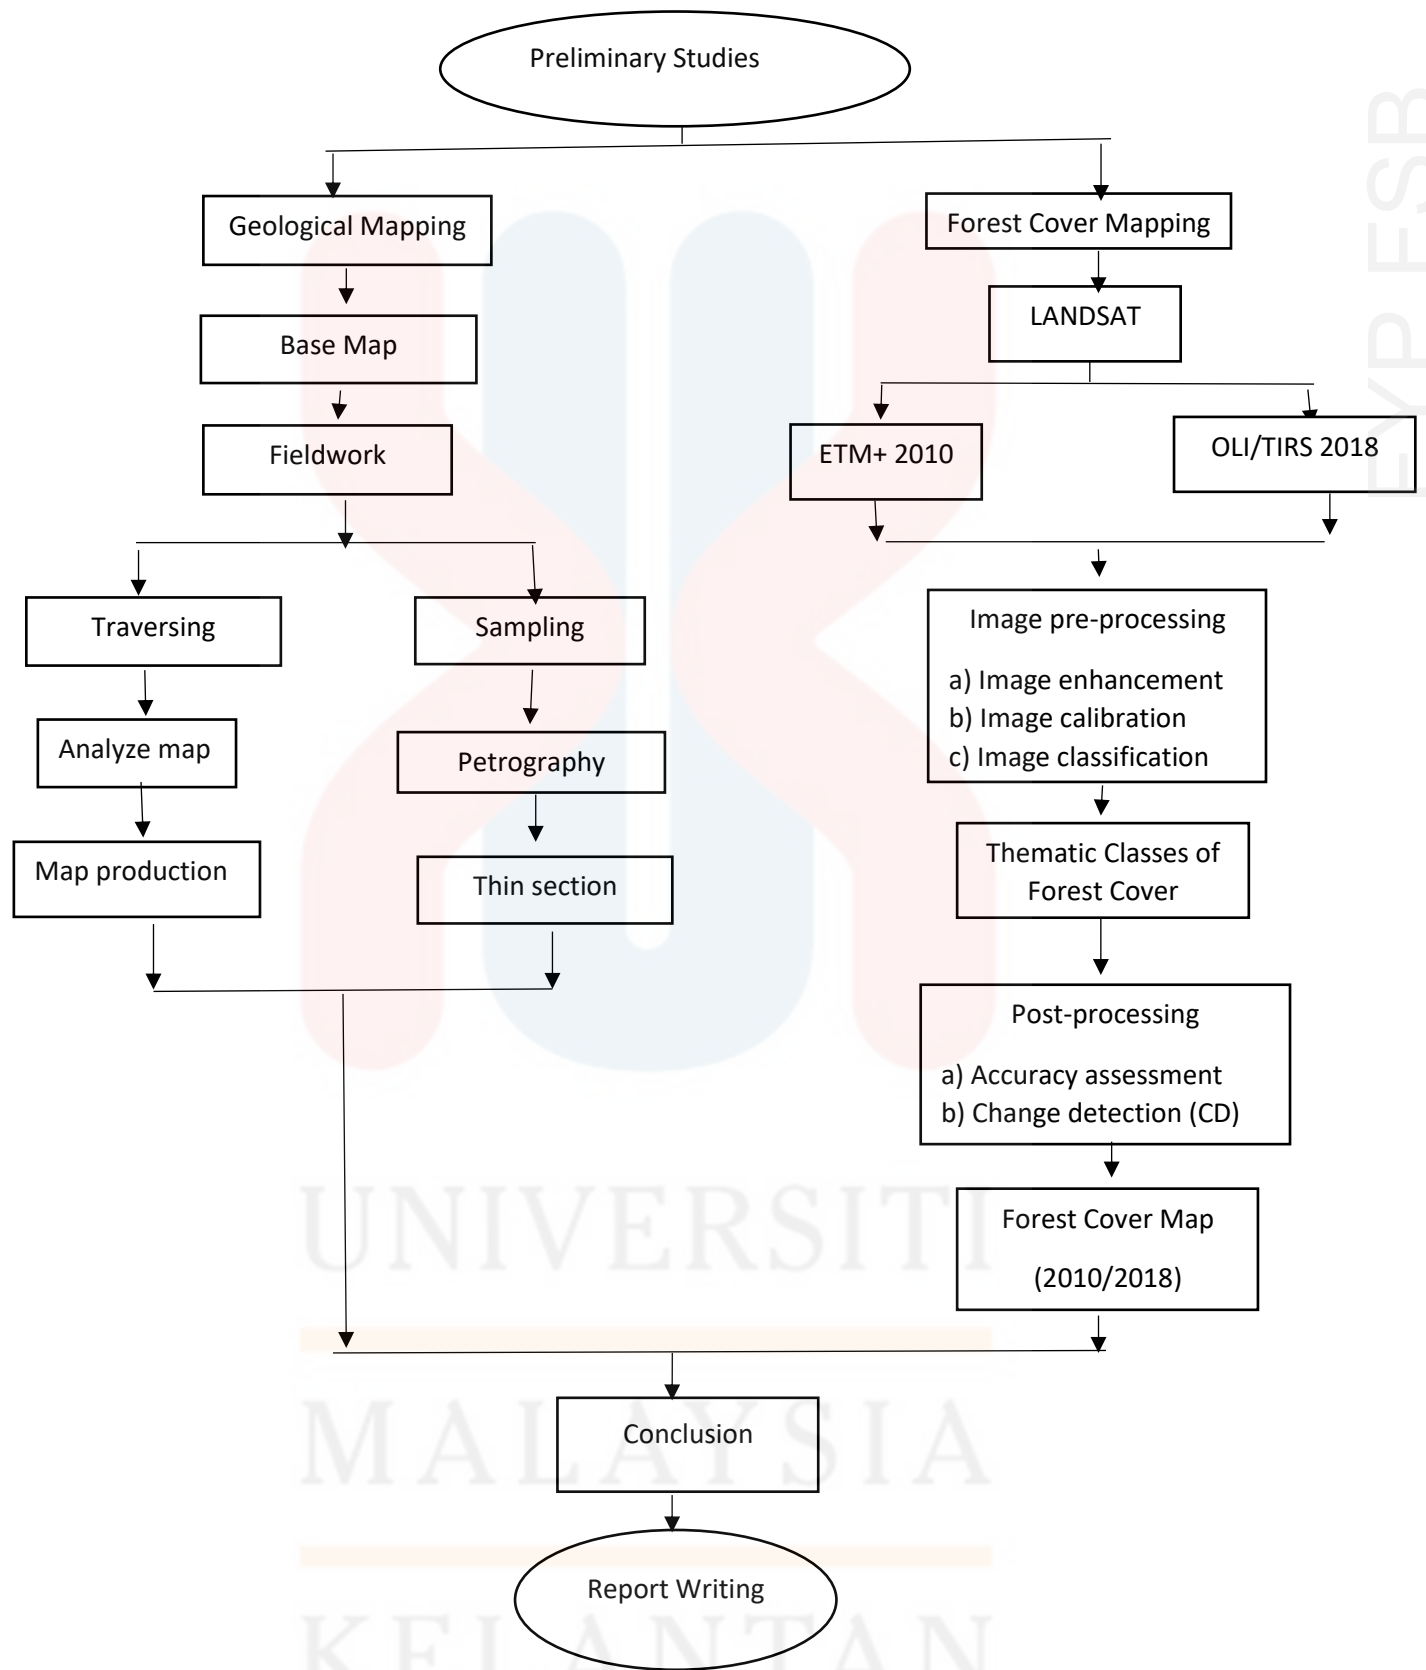 Preliminary Studies
Geological Mapping
Forest Cover Mapping
Base Map
LANDSAT
Fieldwork
ETM+ 2010
OLI/TIRS 2018
Traversing
Sampling
Image pre-processing
a) Image enhancement
b) Image calibration
c) Image classification
Analyze map
Petrography
Map production
Thin section
Thematic Classes of
Forest Cover
Post-processing
a) Accuracy assessment
b) Change detection (CD)
Forest Cover Map
(2010/2018)
Conclusion
Report Writing
UNIVERSITI
MALAYSIA
KELANTAN
FYP FSB